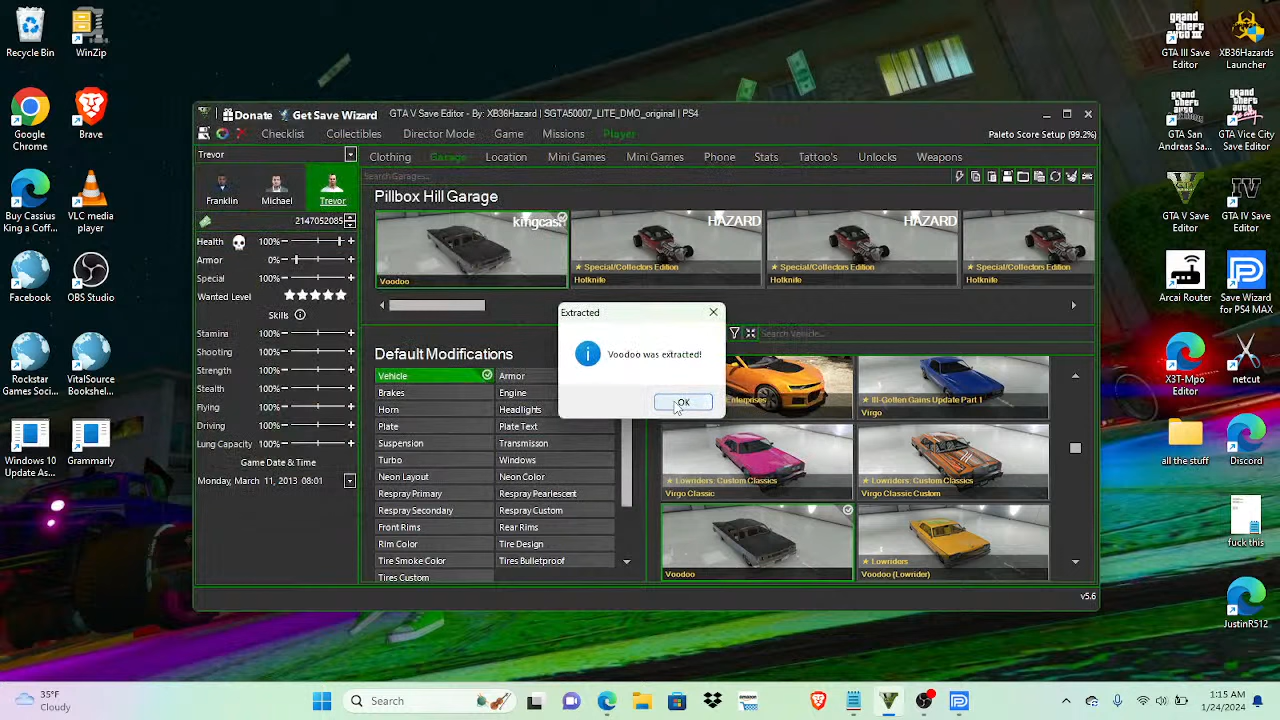 Recycle Bin
WinZip
Google Chrome
Brave
Buy Cassius King a Coff...
VLC media player
Facebook
OBS Studio
Rockstar Games Soci...
VitalSource Bookshelf
Windows 10 Update As...
Grammarly
Donate
Get Save Wizard
GTA V Save Editor - By: XB36Hazard | SGTA50007_LITE_DMO_original | PS4
Checklist
Collectibles
Director Mode
Game
Missions
Player
Paleto Score Setup (99.2%)
Trevor
Franklin
Michael
Trevor
2147052085
Health 100%
Armor 0%
Special 100%
Wanted Level
Skills
Stamina 100%
Shooting 100%
Strength 100%
Stealth 100%
Flying 100%
Driving 100%
Lung Capacity 100%
Game Date & Time
Monday, March 11, 2013, 08:01
Clothing
Garage
Location
Mini Games
Mini Games
Phone
Stats
Tattoo's
Unlocks
Weapons
Search Garages...
Pillbox Hill Garage
kingcash
Voodoo
HAZARD
Special/Collectors Edition
Hotknife
HAZARD
Special/Collectors Edition
Hotknife
Special/Collectors Edition
Hotknife
Extracted
Voodoo was extracted!
OK
Search Vehicle...
Default Modifications
Vehicle
Armor
Brakes
Engine
Horn
Headlights
Plate
Plate Text
Suspension
Transmisson
Turbo
Windows
Neon Layout
Neon Color
Respray Primary
Respray Pearlescent
Respray Secondary
Respray Custom
Front Rims
Rear Rims
Rim Color
Tire Design
Tire Smoke Color
Tires Bulletproof
Tires Custom
Enterprises
Ill-Gotten Gains Update Part 1
Virgo
Lowriders: Custom Classics
Virgo Classic
Lowriders: Custom Classics
Virgo Classic Custom
Voodoo
Lowriders
Voodoo (Lowrider)
v5.6
GTA III Save Editor
XB36Hazard Launcher
GTA San Andreas Sa...
GTA Vice City Save Editor
GTA V Save Editor
GTA IV Save Editor
Arcai Router
Save Wizard for PS4 MAX
X3T-Mpo Editor
netcut
all the stuff
Discord
fuck this
JustinR512
35°F
Cloudy
Search
1:15 AM
1/24/2024